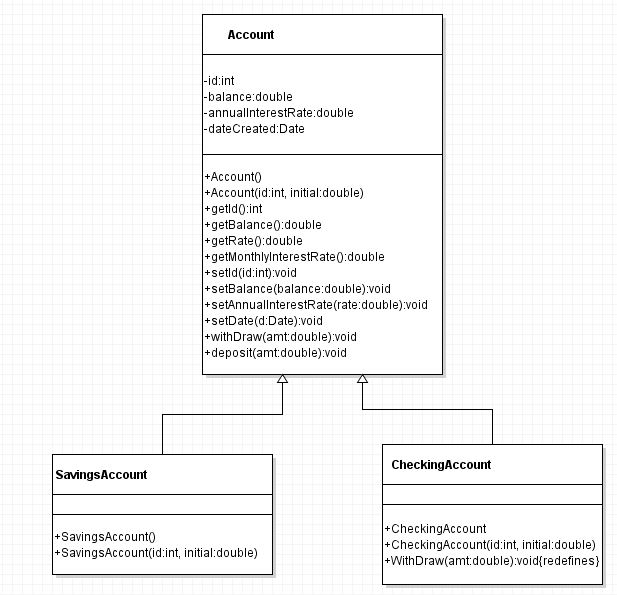 Account
-id:int
-balance:double
-annualInterestRate:double
-dateCreated:Date
+Account()
+Account(id:int, initial:double)
+getId():int
+getBalance():double
+getRate():double
+getMonthlyInterestRate():double
+setId(id:int):void
+setBalance(balance:double):void
+setAnnualInterestRate(rate:double):void
+setDate(d:Date):void
+withDraw(amt:double):void
+deposit(amt:double):void
SavingsAccount
+SavingsAccount()
+SavingsAccount(id:int, initial:double)
CheckingAccount
+CheckingAccount
+CheckingAccount(id:int, initial:double)
+WithDraw(amt:double):void{redefines}